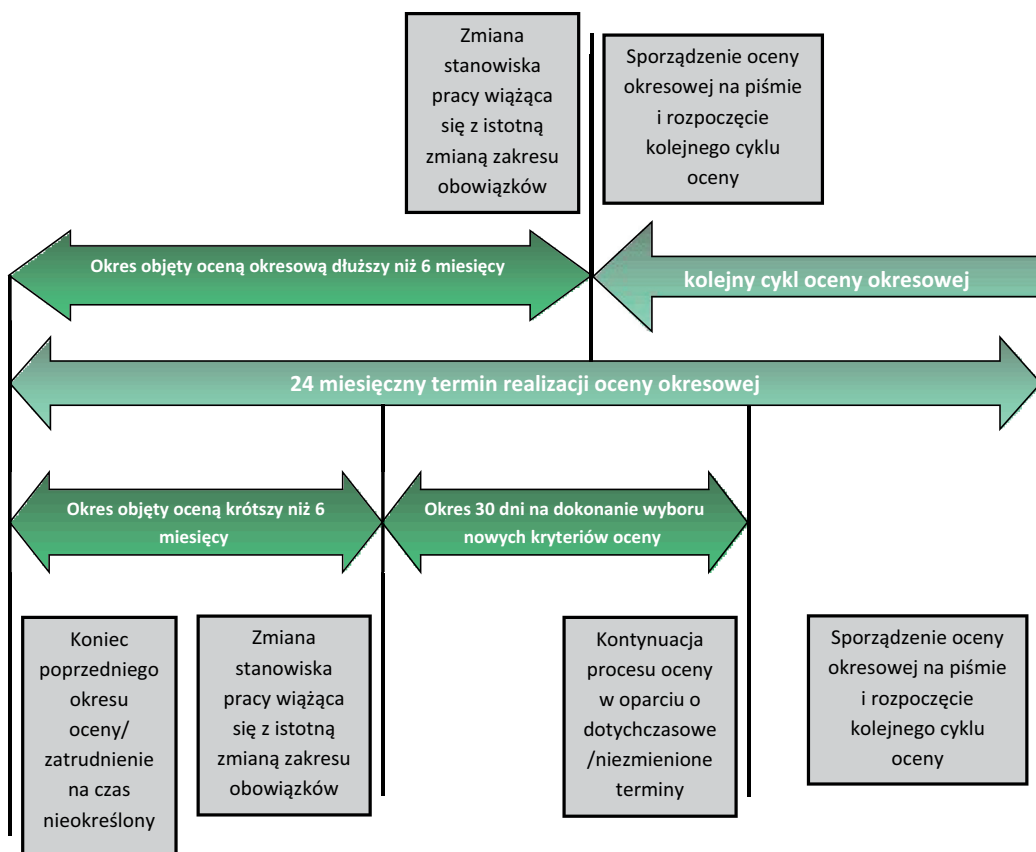 Zmiana
stanowiska
pracy wiążąca
się z istotną
zmianą zakresu
obowiązków
Sporządzenie oceny
okresowej na piśmie
i rozpoczęcie
kolejnego cyklu
oceny
Okres objęty oceną okresową dłuższy niż 6 miesięcy
kolejny cykl oceny okresowej
24 miesięczny termin realizacji oceny okresowej
Okres objęty oceną krótszy niż 6
miesięcy
Okres 30 dni na dokonanie wyboru
nowych kryteriów oceny
Koniec
poprzedniego
okresu
oceny/
zatrudnienie
na czas
nieokreślony
Zmiana
stanowiska
pracy wiążąca
się z istotną
zmianą zakresu
obowiązków
Kontynuacja
procesu oceny
w oparciu o
dotychczasowe
/niezmienione
terminy
Sporządzenie oceny
okresowej na piśmie
i rozpoczęcie
kolejnego cyklu
oceny